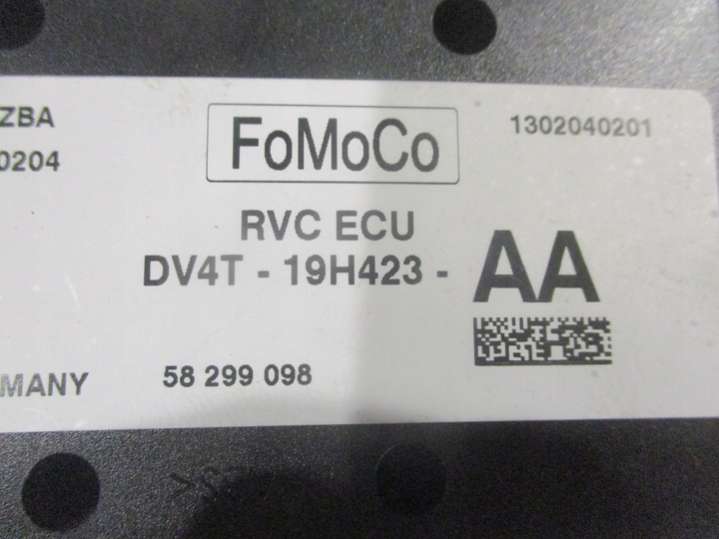 ZBA
0204
FoMoCo
1302040201
RVC ECU
DV4T - 19H423 - AA
MANY
58 299 098